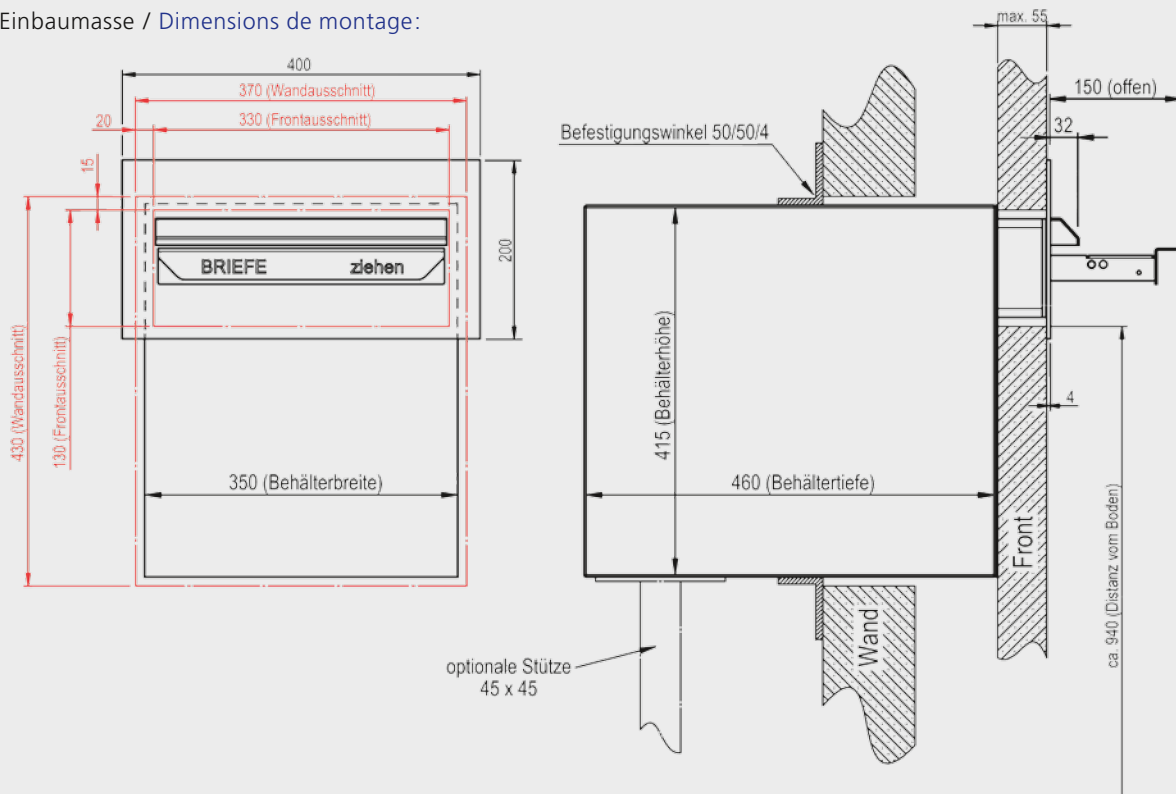 Einbaumasse / Dimensions de montage:
max. 55
400
150 (offen)
370 (Wandausschnitt)
20
330 (Frontausschnitt)
32
Befestigungswinkel 50/50/4
15
200
BRIEFE ziehen
430 (Wandausschnitt)
130 (Frontausschnitt)
415 (Behälterhöhe)
4
350 (Behälterbreite)
460 (Behältertiefe)
Front
ca. 940 (Distanz vom Boden)
Wand
optionale Stütze
45 x 45